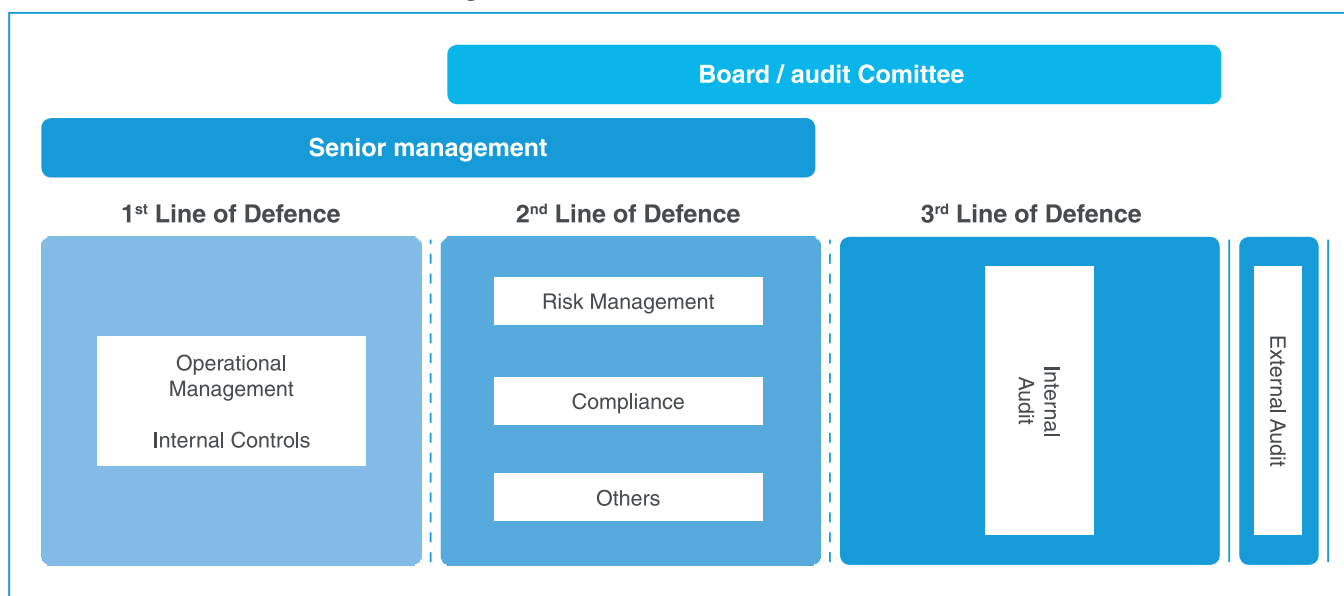 Board / audit Comittee
Senior management
1st Line of Defence
2nd Line of Defence
3rd Line of Defence
Operational
Management
Internal Controls
Risk Management
Compliance
Others
Internal
Audit
External Audit